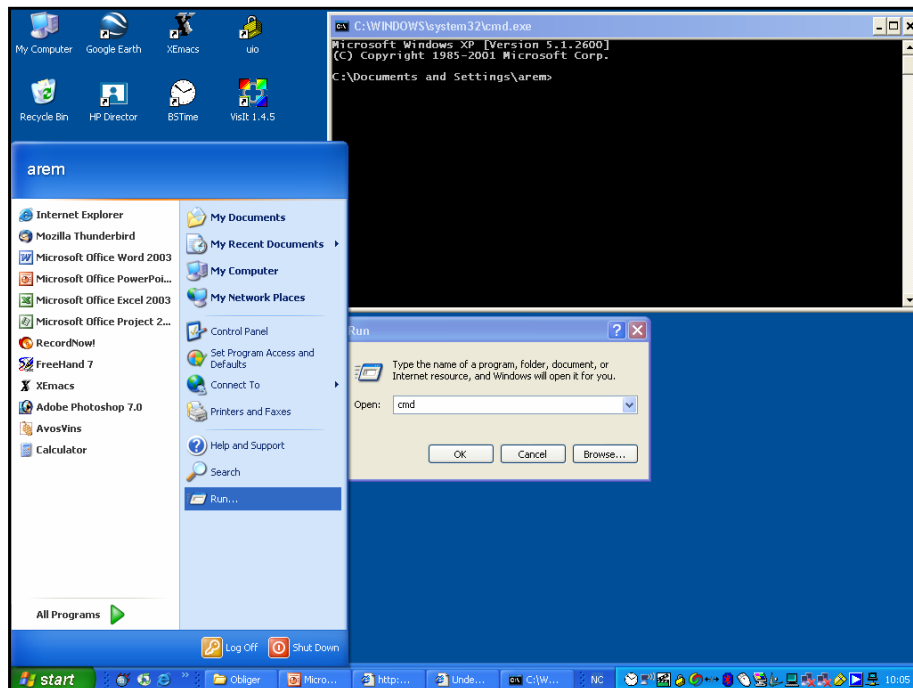 My Computer
Google Earth
XEmacs
uio
Recycle Bin
HP Director
BSTime
VisIt 1.4.5
C:\WINDOWS\system32\cmd.exe
Microsoft Windows XP [Version 5.1.2600]
(C) Copyright 1985-2001 Microsoft Corp.
C:\Documents and Settings\arem>
arem
Internet Explorer
Mozilla Thunderbird
Microsoft Office Word 2003
Microsoft Office PowerPoi...
Microsoft Office Excel 2003
Microsoft Office Project 2...
RecordNow!
FreeHand 7
XEmacs
Adobe Photoshop 7.0
AvosVins
Calculator
All Programs
My Documents
My Recent Documents
My Computer
My Network Places
Control Panel
Set Program Access and
Defaults
Connect To
Printers and Faxes
Help and Support
Search
Run...
Log Off
Shut Down
Run
Type the name of a program, folder, document, or
Internet resource, and Windows will open it for you.
Open:
cmd
OK
Cancel
Browse...
start
Obliger
Micro...
http:...
Unde...
C:\W...
NC
10:05